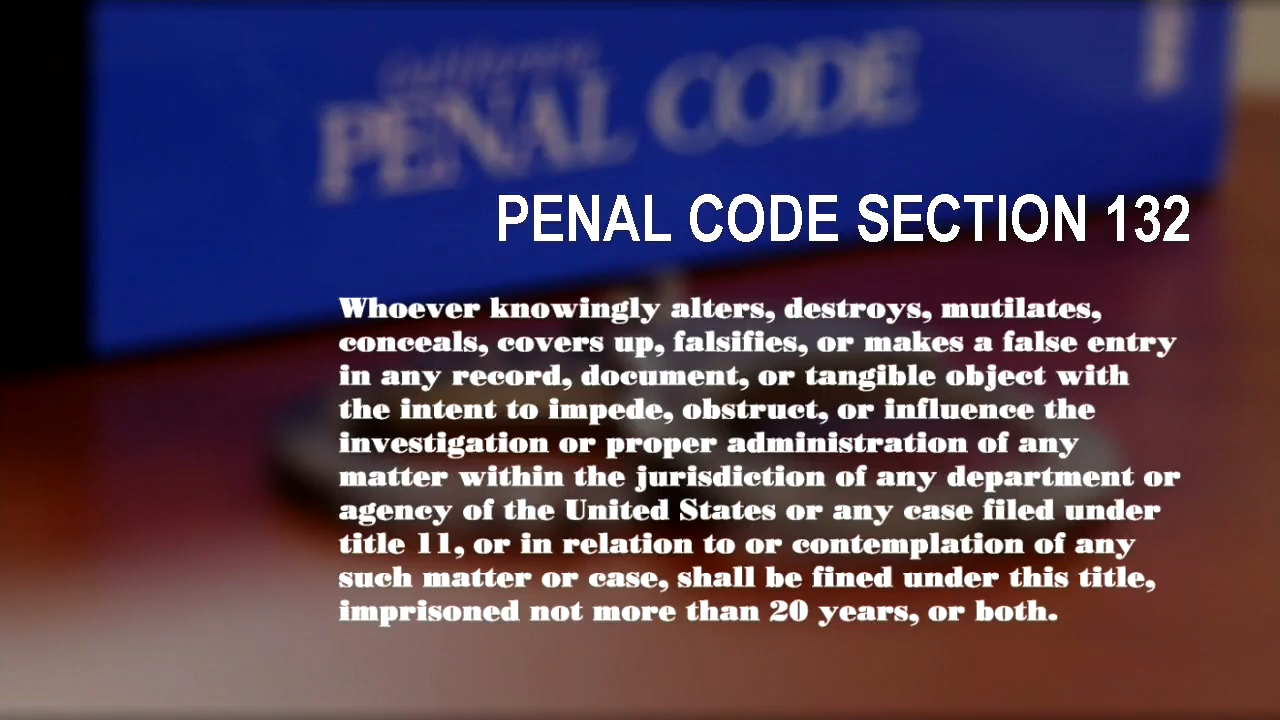 California
PENAL CODE
PENAL CODE SECTION 132
Whoever knowingly alters, destroys, mutilates,
conceals, covers up, falsifies, or makes a false entry
in any record, document, or tangible object with
the intent to impede, obstruct, or influence the
investigation or proper administration of any
matter within the jurisdiction of any department or
agency of the United States or any case filed under
title 11, or in relation to or contemplation of any
such matter or case, shall be fined under this title,
imprisoned not more than 20 years, or both.